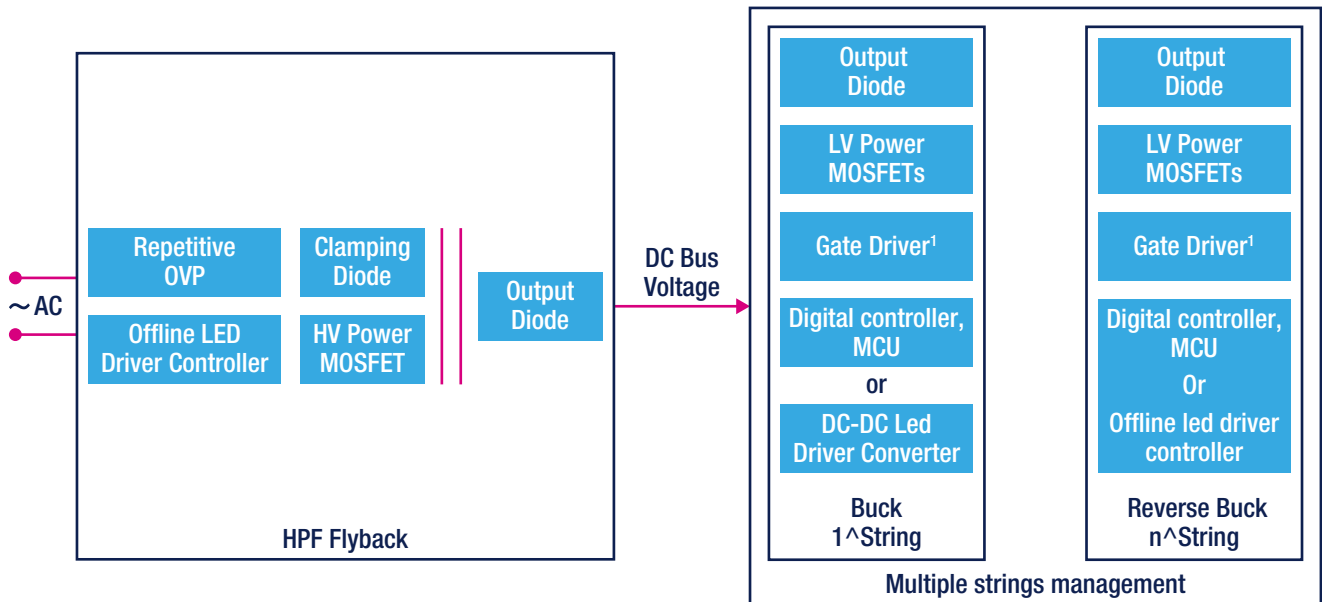 ~ AC
Repetitive
OVP
Clamping
Diode
Offline LED
Driver Controller
HV Power
MOSFET
Output
Diode
HPF Flyback
DC Bus
Voltage
Output
Diode
LV Power
MOSFETs
Gate Driver¹
Digital controller,
MCU
or
DC-DC Led
Driver Converter
Buck
1^String
Output
Diode
LV Power
MOSFETs
Gate Driver¹
Digital controller,
MCU
Or
Offline led driver
controller
Reverse Buck
n^String
Multiple strings management